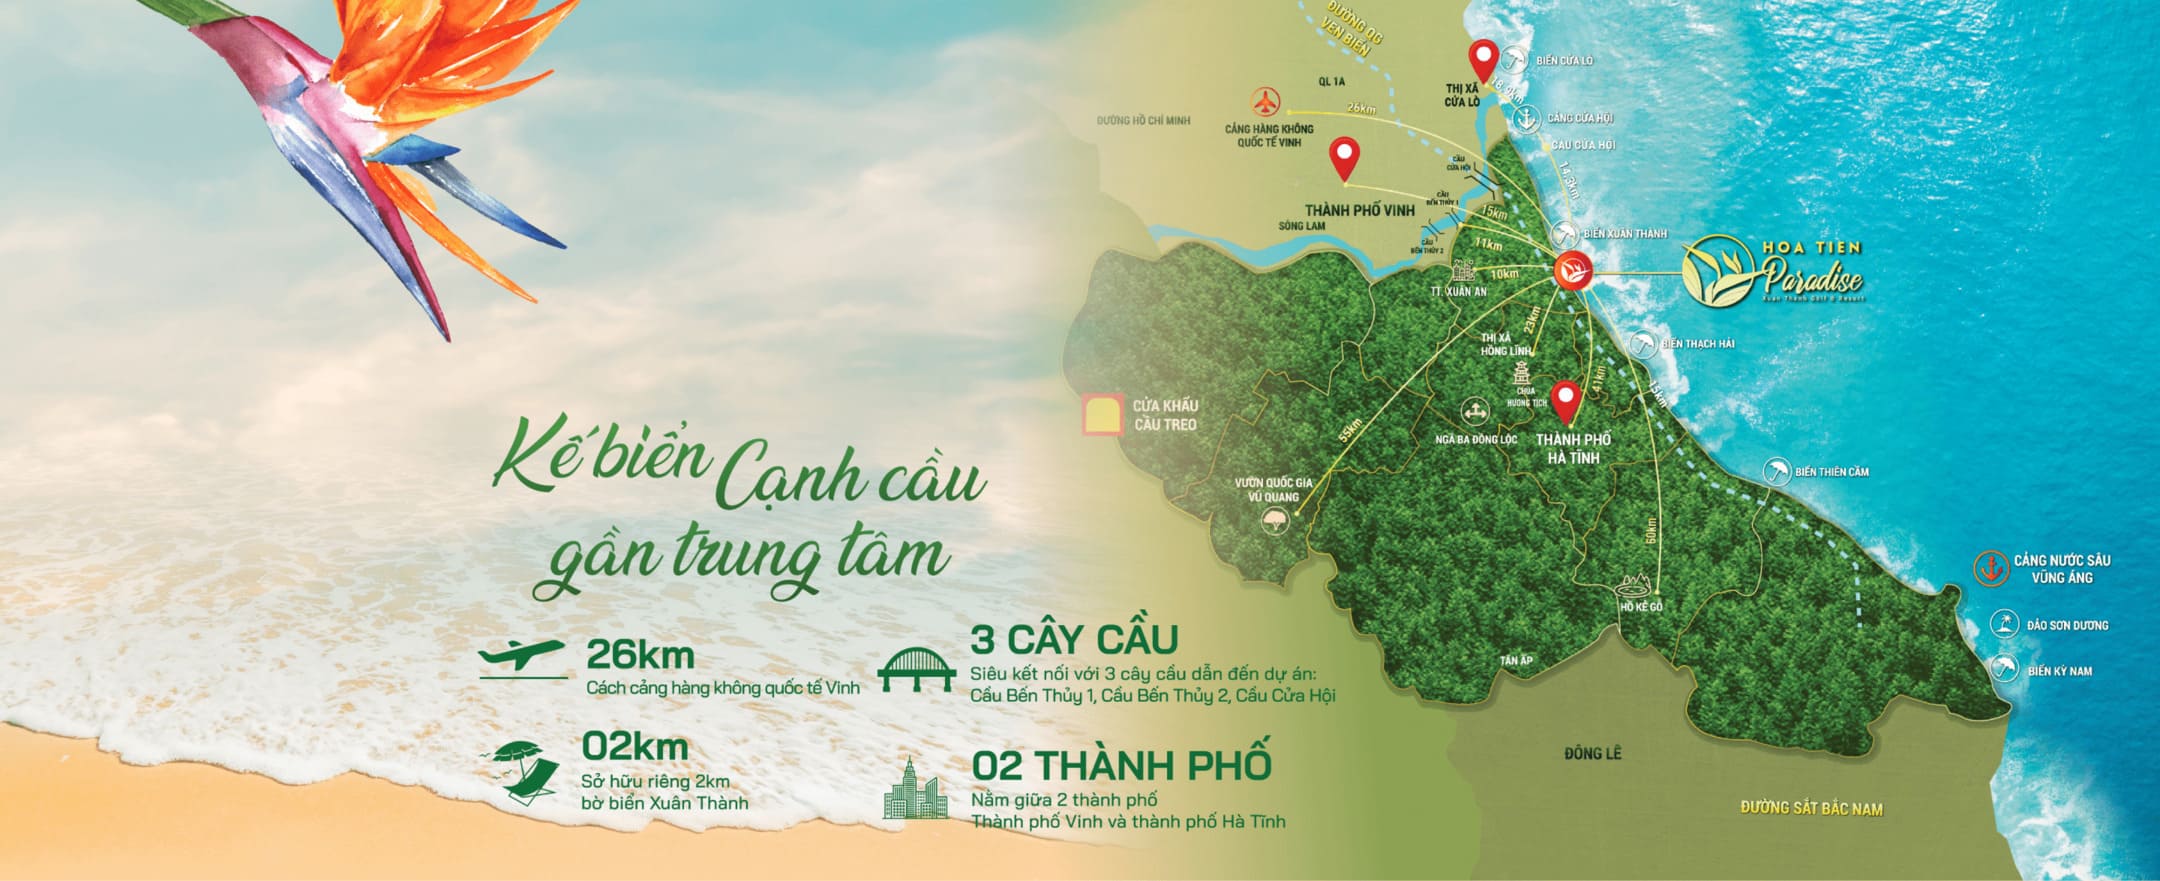 Kế biển Cạnh cầu
gần trung tâm
26km
Cách cảng hàng không quốc tế Vinh
3 CÂY CẦU
Siêu kết nối với 3 cây cầu dẫn đến dự án:
Cầu Bến Thủy 1, Cầu Bến Thủy 2, Cầu Cửa Hội
02km
Sở hữu riêng 2km
bờ biển Xuân Thành
02 THÀNH PHỐ
Nằm giữa 2 thành phố
Thành phố Vinh và thành phố Hà Tĩnh
ĐƯỜNG QG
VEN BIỂN
QL 1A
ĐƯỜNG HỒ CHÍ MINH
CẢNG HÀNG KHÔNG
QUỐC TẾ VINH
26km
THỊ XÃ
CỬA LÒ
BIỂN CỬA LÒ
CẢNG CỬA HỘI
CẦU CỬA HỘI
14,3km
CẦU
CỬA HỘI
CẦU
BẾN THỦY 1
CẦU
BẾN THỦY 2
THÀNH PHỐ VINH
SÔNG LAM
15km
11km
10km
TT. XUÂN AN
BIỂN XUÂN THÀNH
HOA TIEN
Paradise
Xuan Thanh Golf & Resort
23km
THỊ XÃ
HỒNG LĨNH
CHÙA
HƯƠNG TÍCH
41km
15km
BIỂN THẠCH HẢI
CỬA KHẨU
CẦU TREO
55km
NGÃ BA ĐỒNG LỘC
THÀNH PHỐ
HÀ TĨNH
BIỂN THIÊN CẦM
VƯỜN QUỐC GIA
VŨ QUANG
60km
HỒ KẺ GỖ
CẢNG NƯỚC SÂU
VŨNG ÁNG
ĐẢO SƠN DƯƠNG
BIỂN KỲ NAM
TÂN ẤP
ĐỒNG LÊ
ĐƯỜNG SẮT BẮC NAM